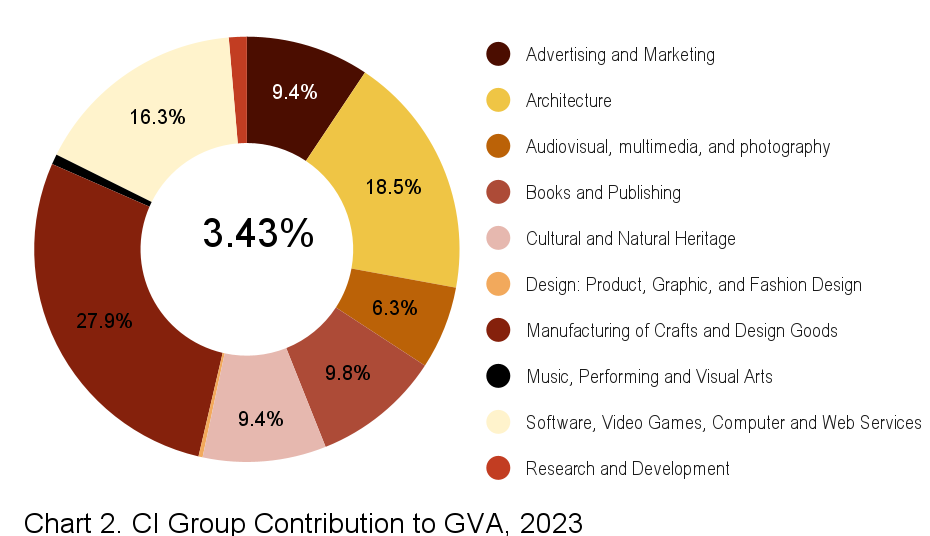 9.4%
18.5%
6.3%
9.8%
9.4%
27.9%
16.3%
3.43%
Advertising and Marketing
Architecture
Audiovisual, multimedia, and photography
Books and Publishing
Cultural and Natural Heritage
Design: Product, Graphic, and Fashion Design
Manufacturing of Crafts and Design Goods
Music, Performing and Visual Arts
Software, Video Games, Computer and Web Services
Research and Development
Chart 2. CI Group Contribution to GVA, 2023